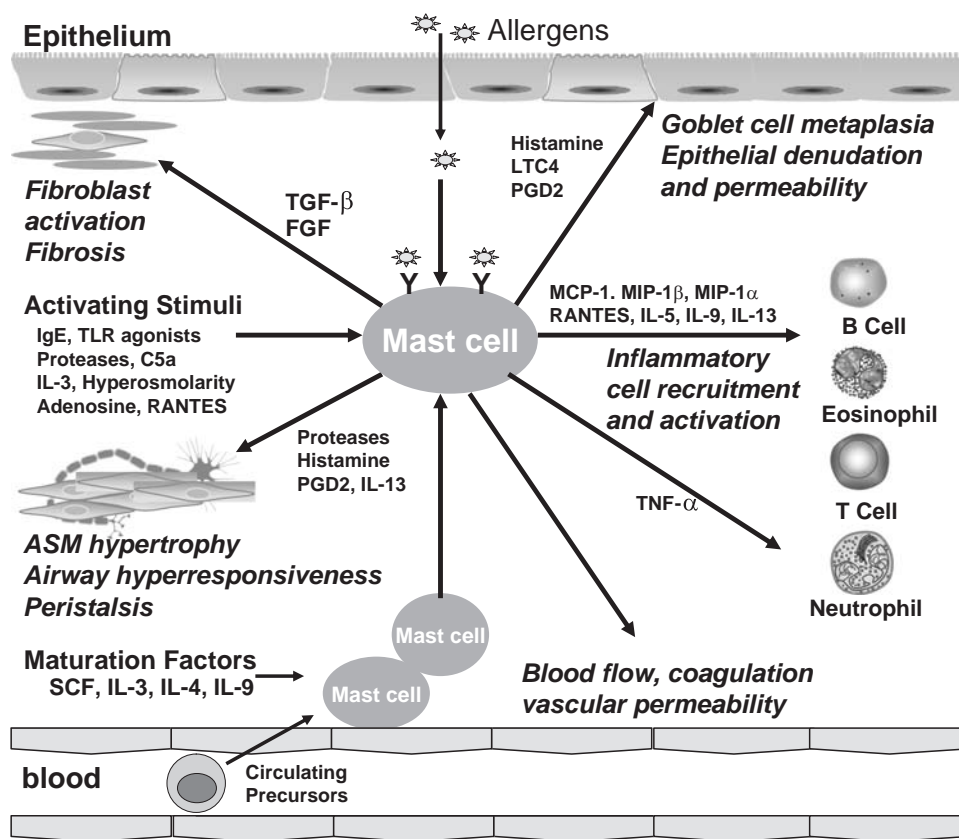 Epithelium
Allergens
Histamine
LTC4
PGD2
Goblet cell metaplasia
Epithelial denudation
and permeability
Fibroblast
activation
Fibrosis
TGF-β
FGF
Y Y
Activating Stimuli
IgE, TLR agonists
Proteases, C5a
IL-3, Hyperosmolarity
Adenosine, RANTES
Mast cell
MCP-1. MIP-1β, MIP-1α
RANTES, IL-5, IL-9, IL-13
Inflammatory
cell recruitment
and activation
B Cell
Eosinophil
T Cell
Neutrophil
Proteases
Histamine
PGD2, IL-13
TNF-α
ASM hypertrophy
Airway hyperresponsiveness
Peristalsis
Mast cell
Mast cell
Maturation Factors
SCF, IL-3, IL-4, IL-9
Blood flow, coagulation
vascular permeability
blood
Circulating
Precursors